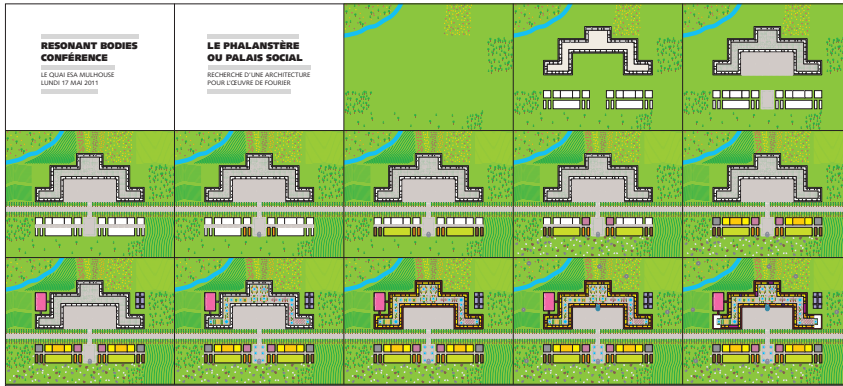 RESONANT BODIES
CONFÉRENCE
LE QUAI ESA MULHOUSE
LUNDI 17 MAI 2011
LE PHALANSTÈRE
OU PALAIS SOCIAL
RECHERCHE D'UNE ARCHITECTURE
POUR L'ŒUVRE DE FOURIER